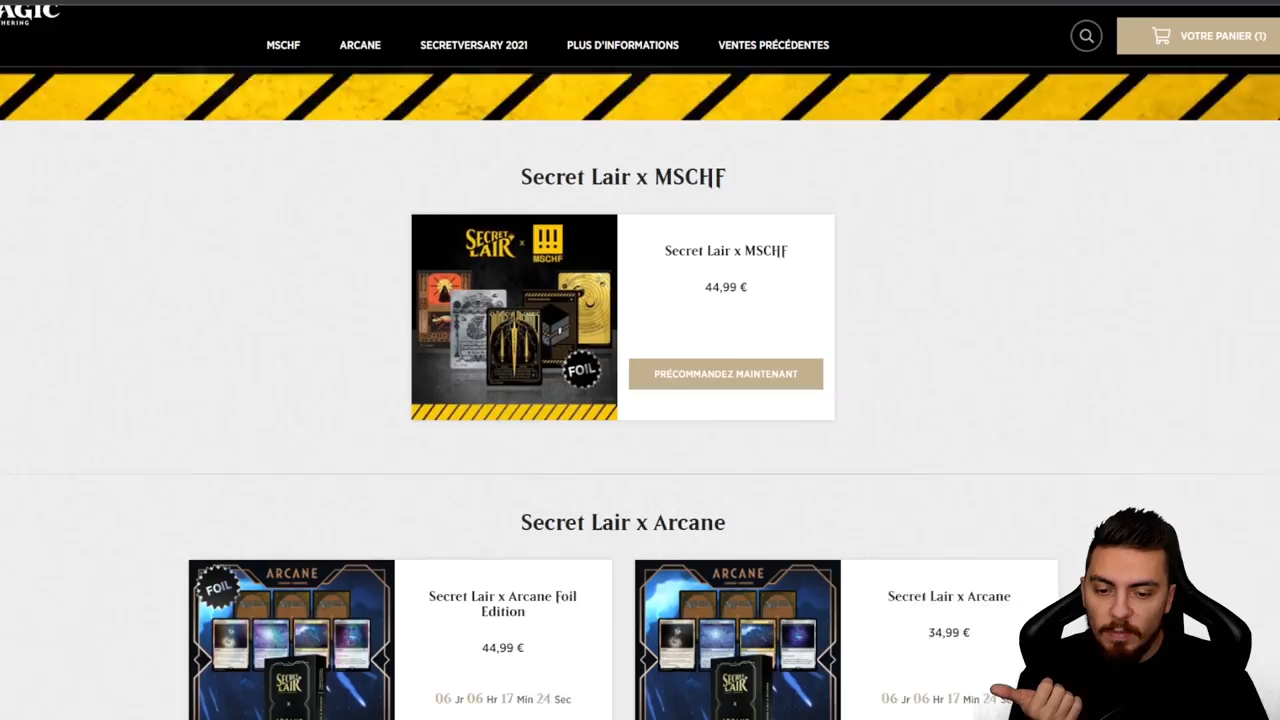 MAGIC
MSCHF
ARCANE
SECRETVERSARY 2021
PLUS D'INFORMATIONS
VENTES PRÉCÉDENTES
VOTRE PANIER (1)
Secret Lair x MSCHF
SECRET LAIR x MSCHF
FOIL
Secret Lair x MSCHF
44,99 €
PRÉCOMMANDEZ MAINTENANT
Secret Lair x Arcane
FOIL
ARCANE
SECRET LAIR
Secret Lair x Arcane Foil
Edition
44,99 €
06 Jr 06 Hr 17 Min 24 Sec
ARCANE
SECRET LAIR
Secret Lair x Arcane
34,99 €
06 Jr 06 Hr 17 Min 24